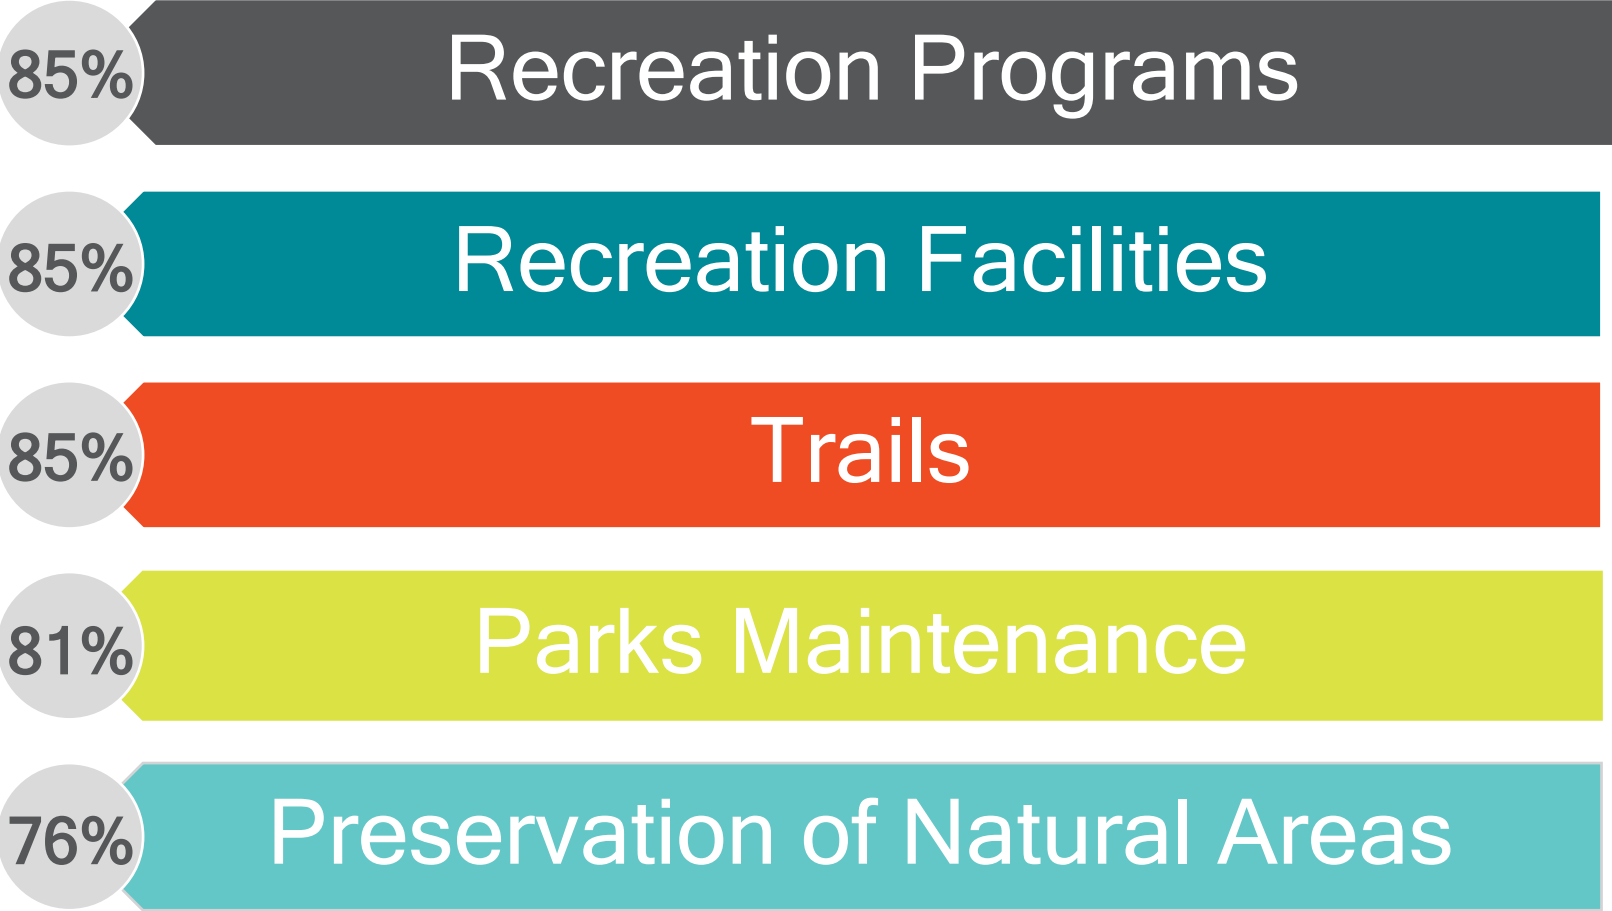 85% Recreation Programs
85% Recreation Facilities
85% Trails
81% Parks Maintenance
76% Preservation of Natural Areas